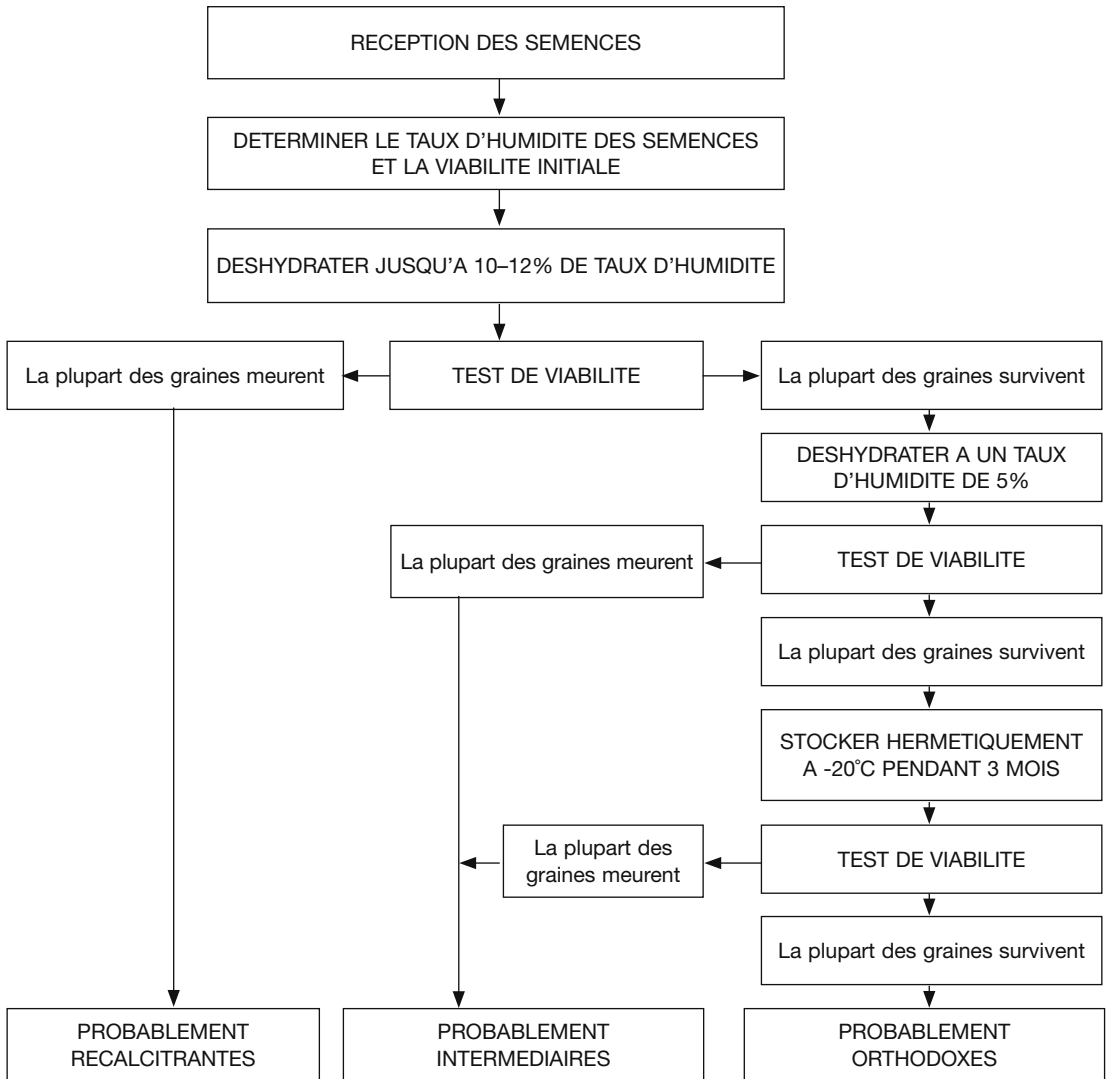 RECEPTION DES SEMENCES
DETERMINER LE TAUX D'HUMIDITE DES SEMENCES
ET LA VIABILITE INITIALE
DESHYDRATER JUSQU'A 10–12% DE TAUX D'HUMIDITE
La plupart des graines meurent
TEST DE VIABILITE
La plupart des graines survivent
DESHYDRATER A UN TAUX
D'HUMIDITE DE 5%
La plupart des graines meurent
TEST DE VIABILITE
La plupart des graines survivent
STOCKER HERMETIQUEMENT
A -20°C PENDANT 3 MOIS
La plupart des
graines meurent
TEST DE VIABILITE
La plupart des graines survivent
PROBABLEMENT
RECALCITRANTES
PROBABLEMENT
INTERMEDIAIRES
PROBABLEMENT
ORTHODOXES